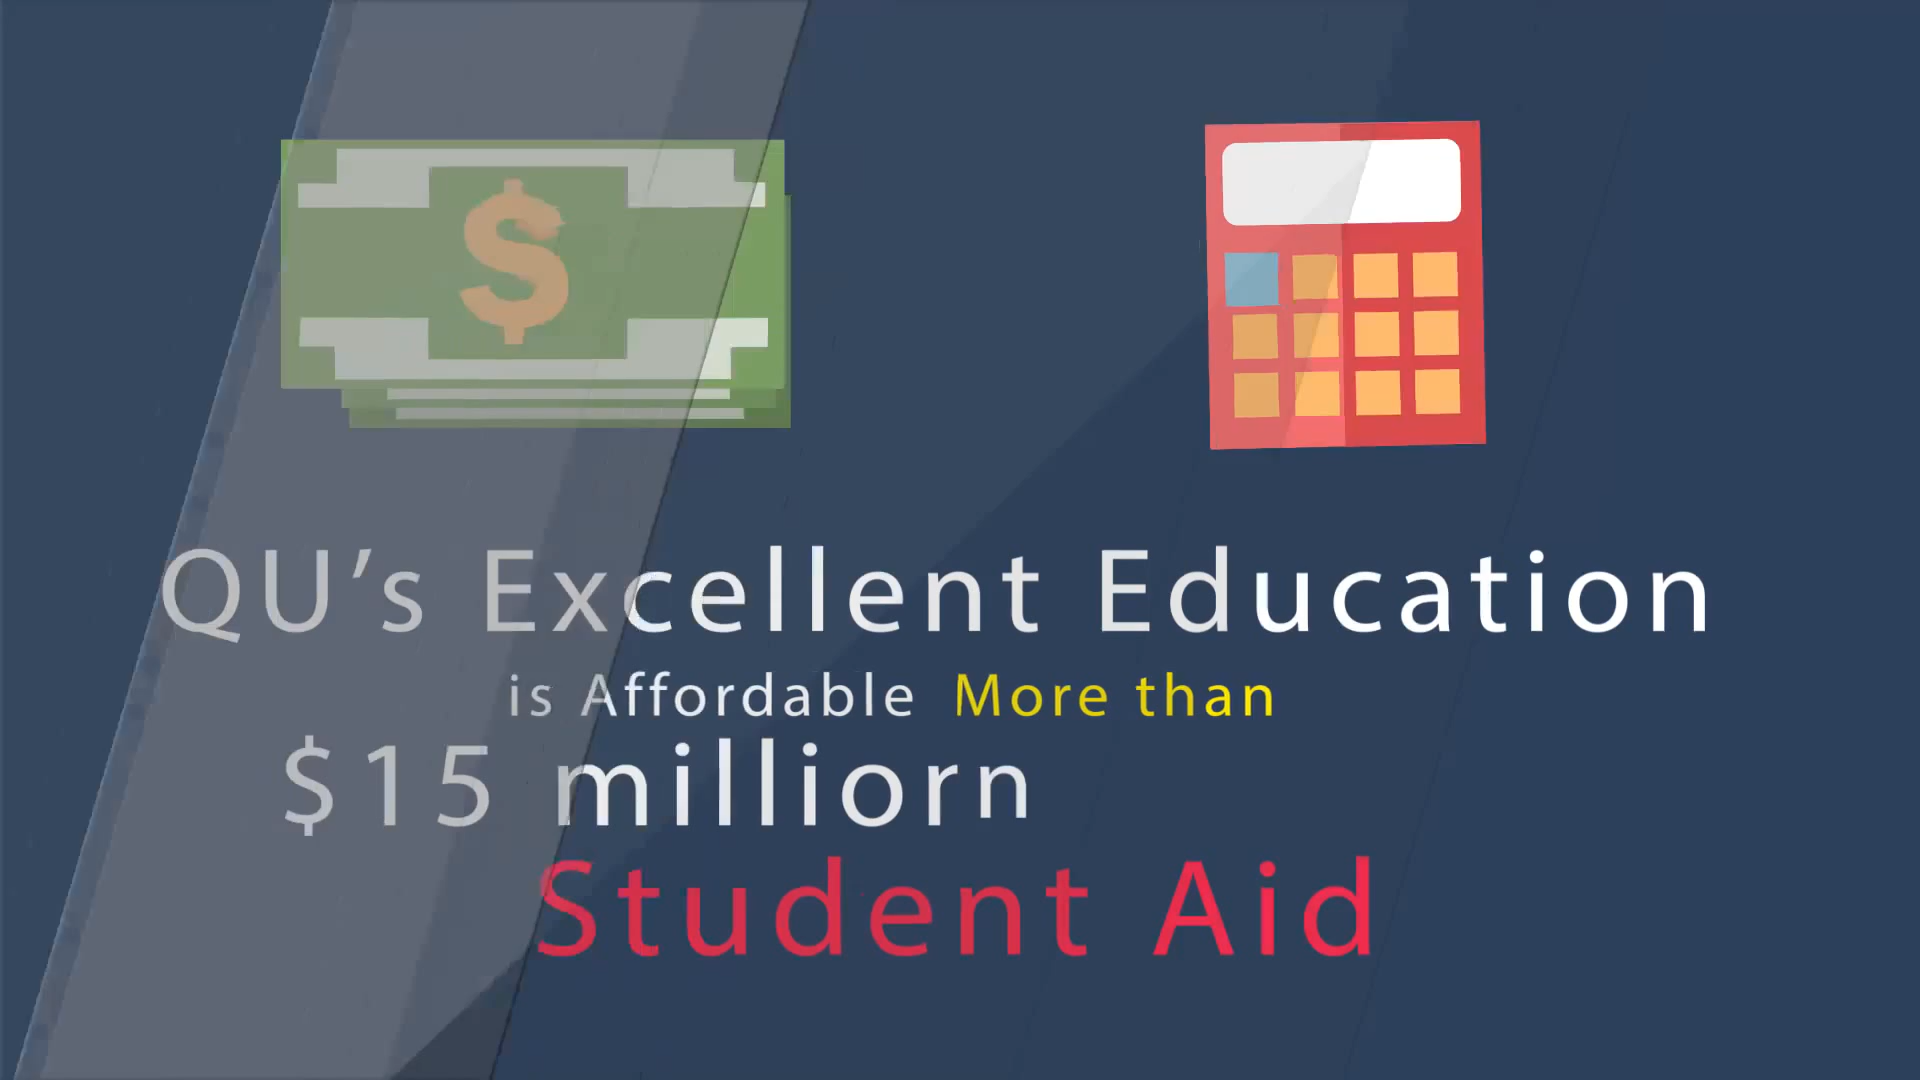 $
QU’s Excellent Education
is Affordable More than
$15 milliorn
Student Aid